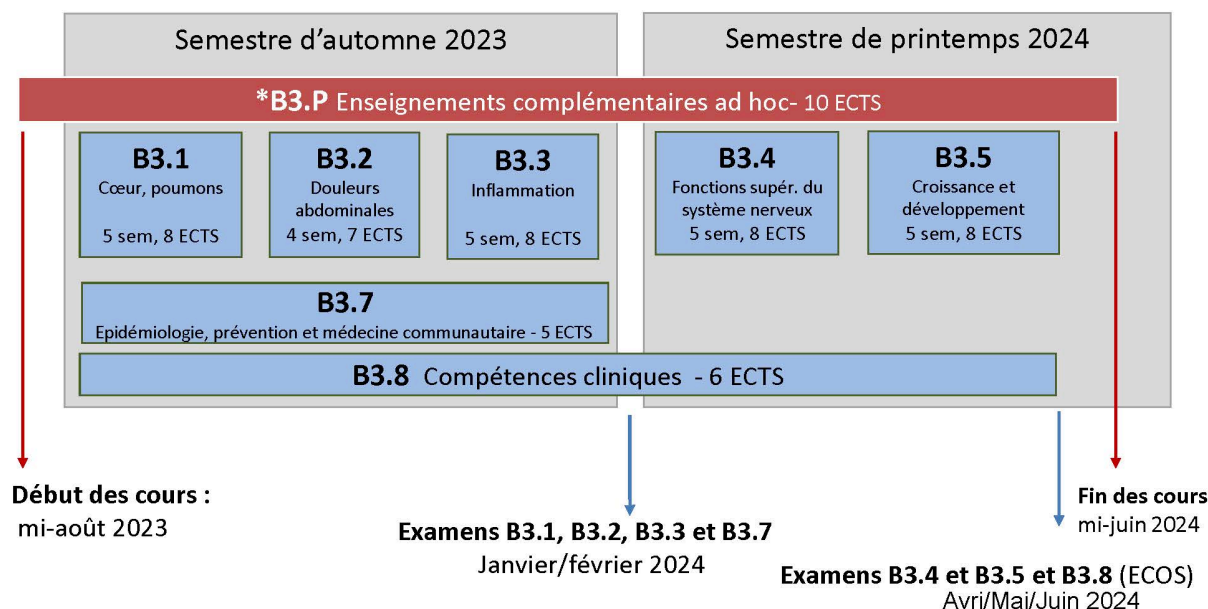 Semestre d'automne 2023
Semestre de printemps 2024
*B3.P Enseignements complémentaires ad hoc- 10 ECTS
B3.1
Cœur, poumons
5 sem, 8 ECTS
B3.2
Douleurs
abdominales
4 sem, 7 ECTS
B3.3
Inflammation
5 sem, 8 ECTS
B3.4
Fonctions supér. du
système nerveux
5 sem, 8 ECTS
B3.5
Croissance et
développement
5 sem, 8 ECTS
B3.7
Epidémiologie, prévention et médecine communautaire - 5 ECTS
B3.8 Compétences cliniques - 6 ECTS
Début des cours :
mi-août 2023
Examens B3.1, B3.2, B3.3 et B3.7
Janvier/février 2024
Fin des cours
mi-juin 2024
Examens B3.4 et B3.5 et B3.8 (ECOS)
Avri/Mai/Juin 2024